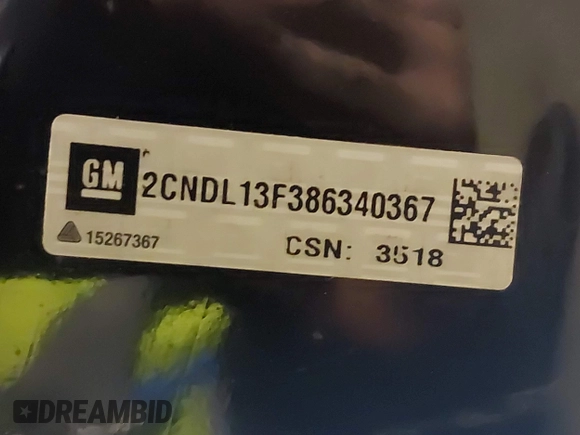 GM 2CNDL13F386340367
15267367 CSN: 3518
DREAMBID